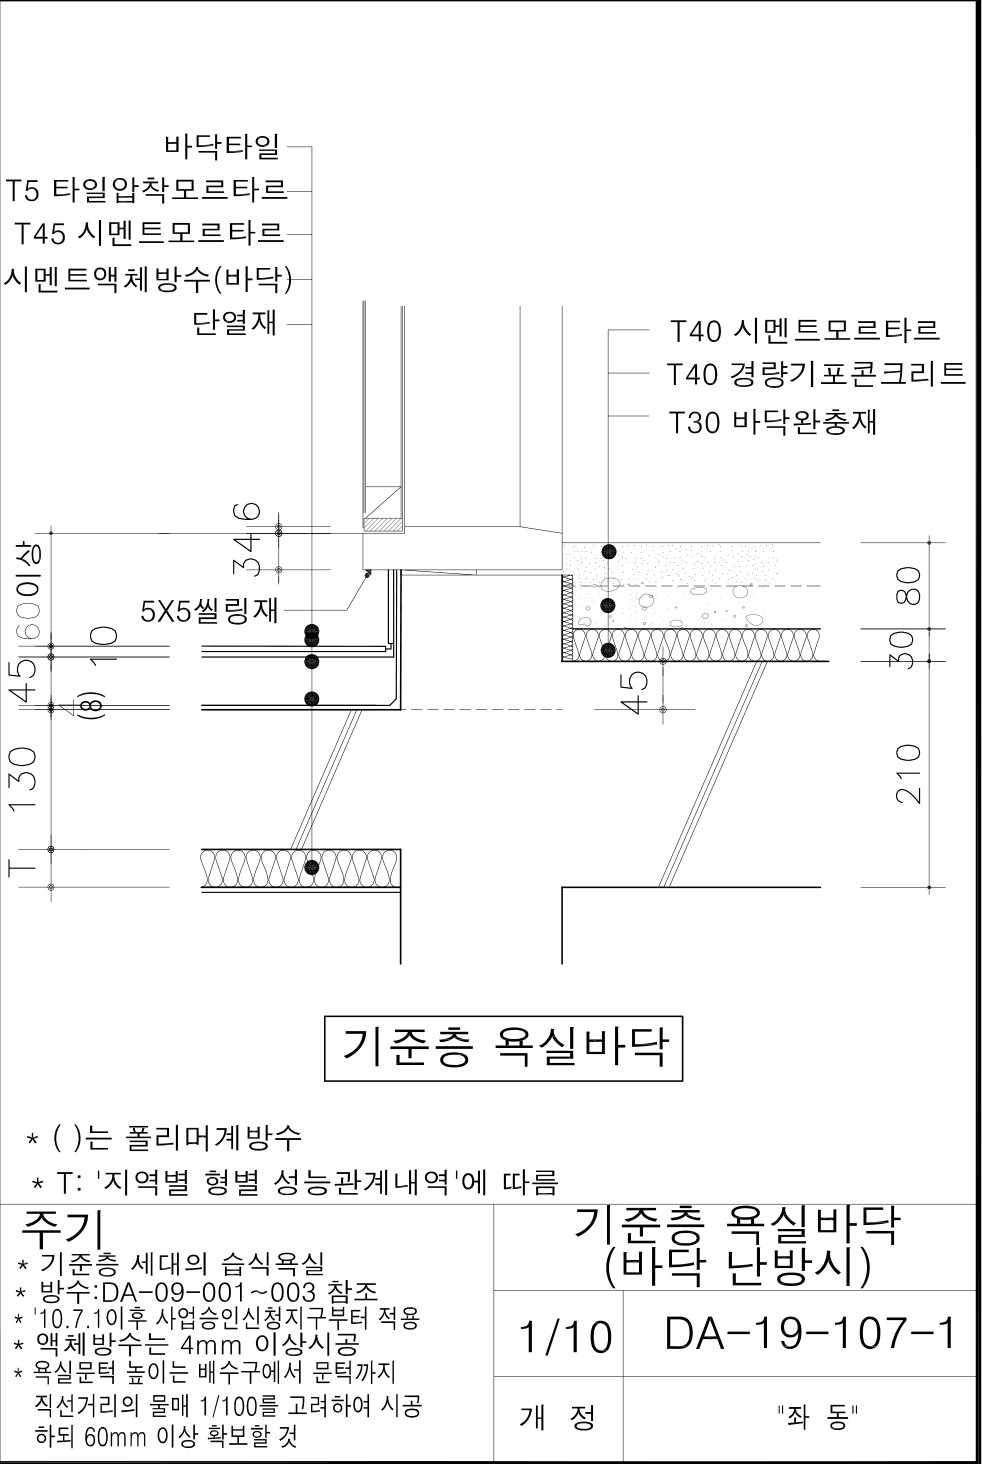 바닥타일
T5 타일압착모르타르
T45 시멘트모르타르
시멘트액체방수(바닥)
단열재
T40 시멘트모르타르
T40 경량기포콘크리트
T30 바닥완충재
6
34
60이상
5X5씰링재
10
45
4
(8)
130
T
80
30
45
210
기준층 욕실바닥
* ( )는 폴리머계방수
* T: '지역별 형별 성능관계내역'에 따름
주기
* 기준층 세대의 습식욕실
* 방수:DA-09-001~003 참조
* '10.7.1이후 사업승인신청지구부터 적용
* 액체방수는 4mm 이상시공
* 욕실문턱 높이는 배수구에서 문턱까지
직선거리의 물매 1/100를 고려하여 시공
하되 60mm 이상 확보할 것
기준층 욕실바닥
(바닥 난방시)
1/10 DA-19-107-1
개 정 "좌 동"